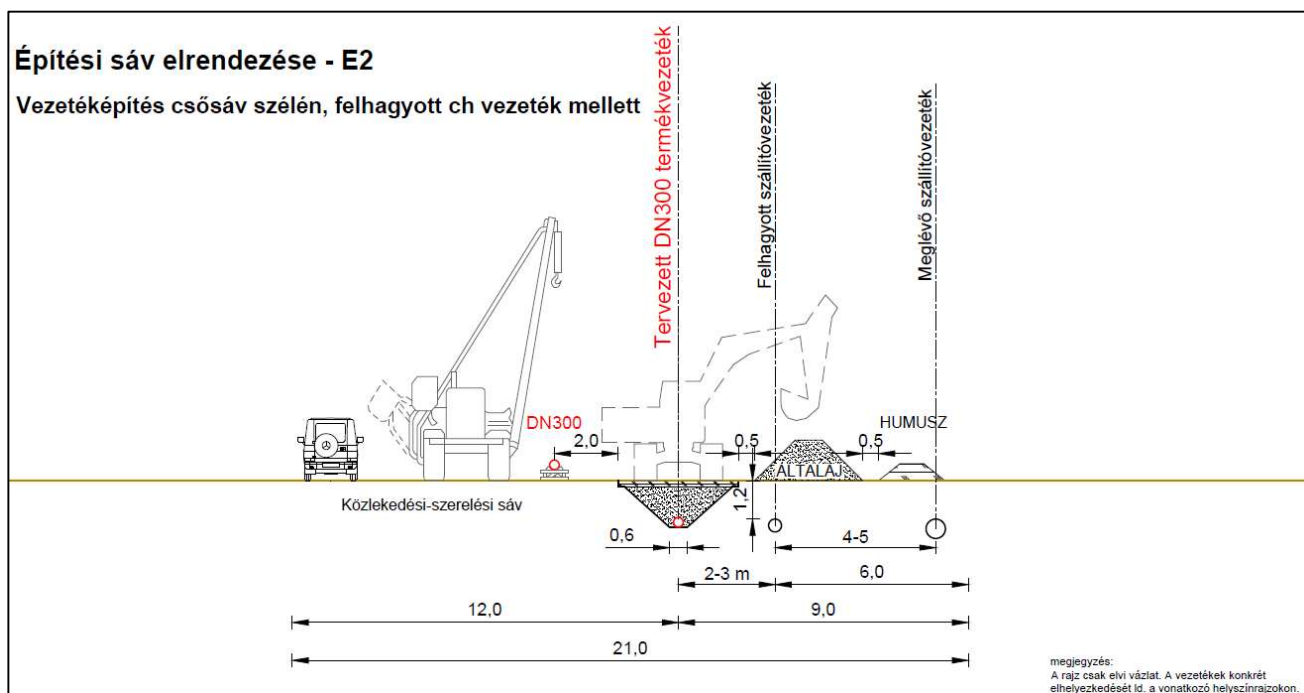 Építési sáv elrendezése - E2
Vezetéképítés csősáv szélén, felhagyott ch vezeték mellett
Tervezett DN300 termékvezeték
Felhagyott szállítóvezeték
Meglévő szállítóvezeték
DN300
2,0
0,5
0,5
HUMUSZ
ÁLTALAJ
Közlekedési-szerelési sáv
1,2
0,6
4-5
2-3 m
6,0
12,0
9,0
21,0
megjegyzés:
A rajz csak elvi vázlat. A vezetékek konkrét
elhelyezkedését ld. a vonatkozó helyszínrajzokon.